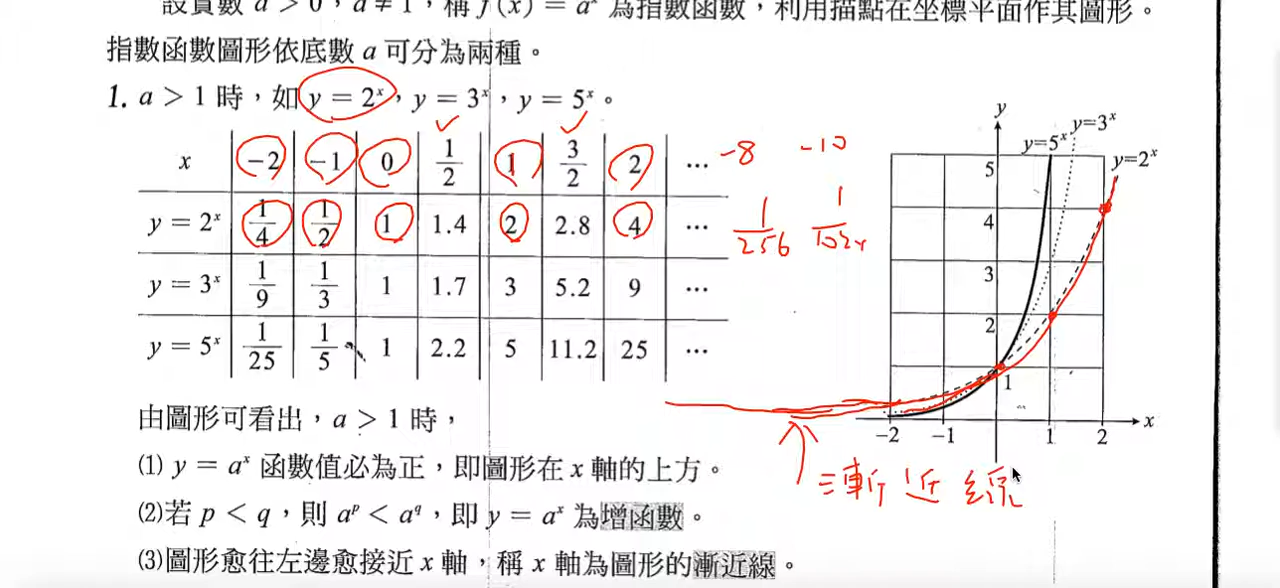 設實數 a > 0，a ≠ 1，稱 f(x) = aˣ 為指數函數，利用描點在坐標平面作其圖形。
指數函數圖形依底數 a 可分為兩種。
1. a > 1 時，如 y = 2ˣ，y = 3ˣ，y = 5ˣ。
x −2 −1 0 1/2 1 3/2 2 … −8 −10
y = 2ˣ 1/4 1/2 1 1.4 2 2.8 4 … 1/256 1/1024
y = 3ˣ 1/9 1/3 1 1.7 3 5.2 9 …
y = 5ˣ 1/25 1/5 1 2.2 5 11.2 25 …
y
y=5ˣ y=3ˣ
y=2ˣ
5
4
3
2
1
−2 −1 1 2 x
漸近線
由圖形可看出，a > 1 時，
⑴ y = aˣ 函數值必為正，即圖形在 x 軸的上方。
⑵若 p < q，則 aᵖ < a^q，即 y = aˣ 為增函數。
⑶圖形愈往左邊愈接近 x 軸，稱 x 軸為圖形的漸近線。